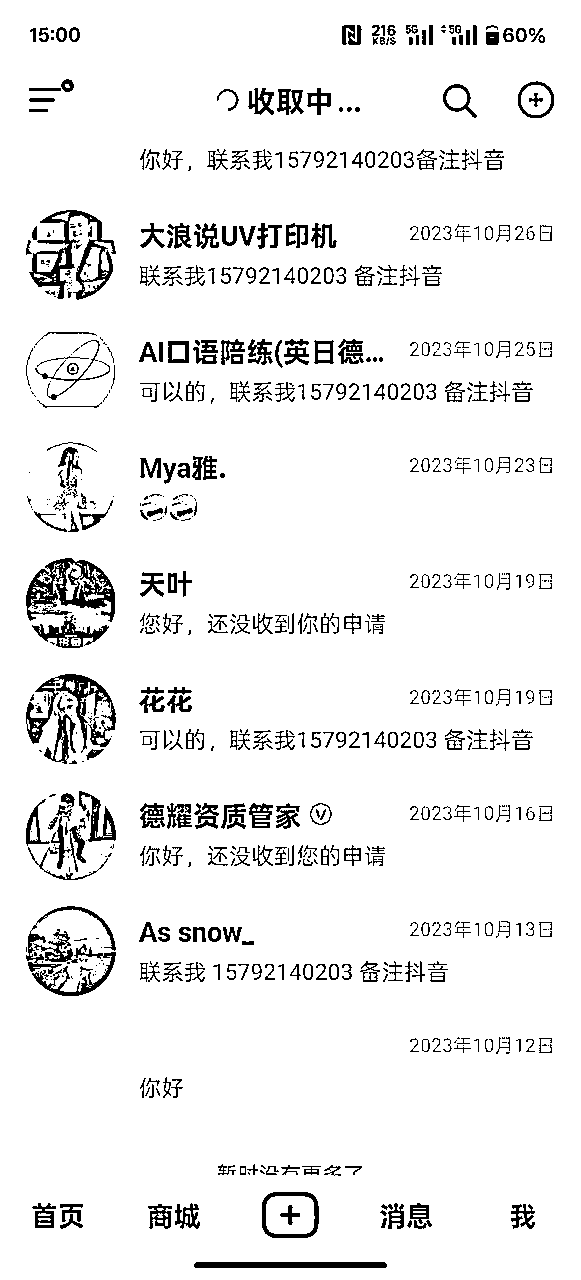 15:00
216 KB/S 5G 5G 60%
收取中...
你好，联系我15792140203备注抖音
大浪说UV打印机 2023年10月26日
联系我15792140203 备注抖音
AI口语陪练(英日德... 2023年10月25日
可以的，联系我15792140203 备注抖音
Mya雅. 2023年10月23日
天叶 2023年10月19日
您好，还没收到你的申请
花花 2023年10月19日
可以的，联系我15792140203 备注抖音
德耀资质管家 2023年10月16日
你好，还没收到您的申请
As snow_ 2023年10月13日
联系我 15792140203 备注抖音
2023年10月12日
你好
暂时没有更多了
首页 商城 消息 我